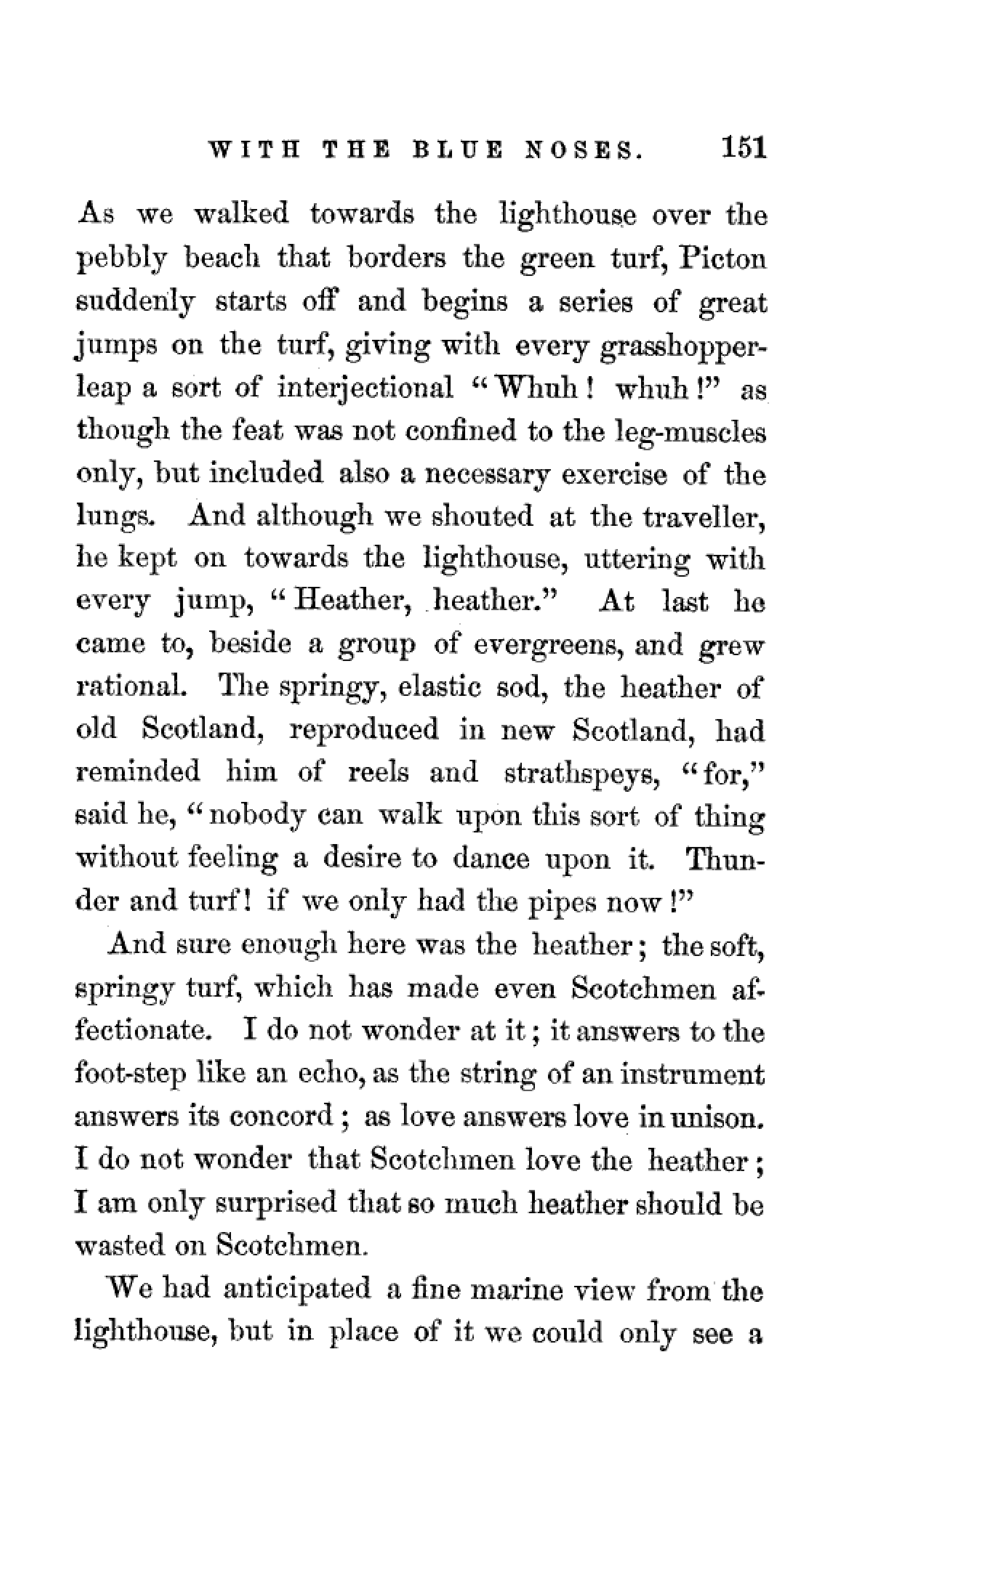 WITH THE BLUE NOSES. 151
As we walked towards the lighthouse over the
pebbly beach that borders the green turf, Picton
suddenly starts off and begins a series of great
jumps on the turf, giving with every grasshopper-
leap a sort of interjectional “Whuh! whuh!” as
though the feat was not confined to the leg-muscles
only, but included also a necessary exercise of the
lungs. And although we shouted at the traveller,
he kept on towards the lighthouse, uttering with
every jump, “Heather, heather.” At last he
came to, beside a group of evergreens, and grew
rational. The springy, elastic sod, the heather of
old Scotland, reproduced in new Scotland, had
reminded him of reels and strathspeys, “for,”
said he, “nobody can walk upon this sort of thing
without feeling a desire to dance upon it. Thun-
der and turf! if we only had the pipes now!”
And sure enough here was the heather; the soft,
springy turf, which has made even Scotchmen af-
fectionate. I do not wonder at it; it answers to the
foot-step like an echo, as the string of an instrument
answers its concord; as love answers love in unison.
I do not wonder that Scotchmen love the heather;
I am only surprised that so much heather should be
wasted on Scotchmen.
We had anticipated a fine marine view from the
lighthouse, but in place of it we could only see a